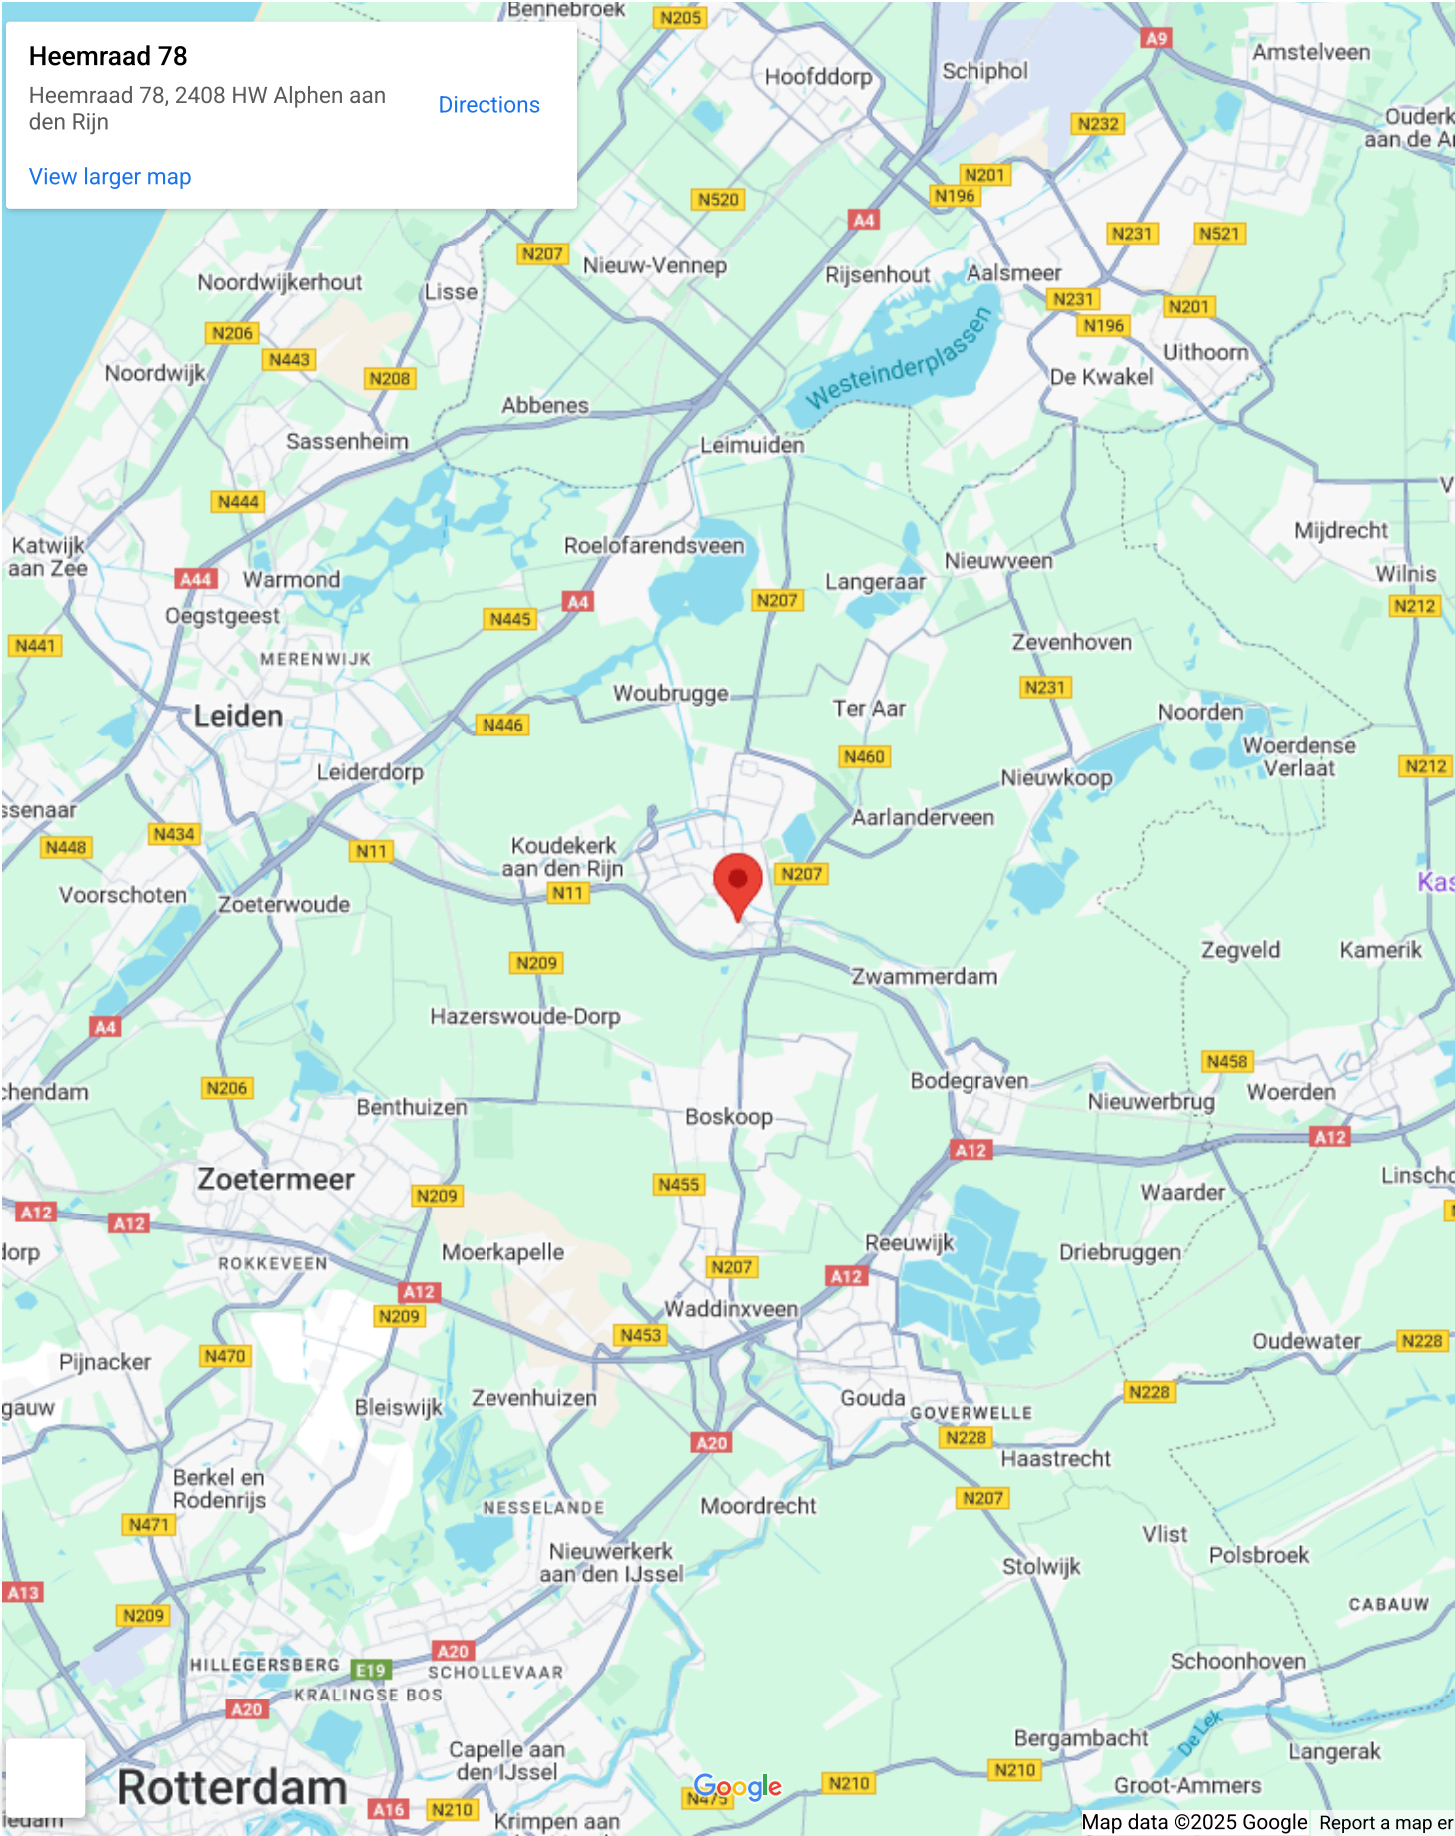 Bennebroek
N205
Heemraad 78
Heemraad 78, 2408 HW Alphen aan
den Rijn
Directions
View larger map
A9
Amstelveen
Hoofddorp
Schiphol
N232
aan de
N201
N196
N520
A4
N231
N521
N207
Nieuw-Vennep
Rijsenhout
Aalsmeer
Noordwijkerhout
Lisse
N231
N201
N206
N196
Westeinderplassen
N443
Uithoorn
Noordwijk
N208
De Kwakel
Abbenes
Sassenheim
Leimuiden
N444
V
Mijdrecht
Katwijk
aan Zee
Roelofarendsveen
Nieuwveen
A44
Warmond
Langeraar
Wilnis
A4
N207
N212
Oegstgeest
N445
N441
Zevenhoven
MERENWIJK
N231
Woubrugge
Leiden
Ter Aar
Noorden
N446
Woerdense
Verlaat
N460
N212
Leiderdorp
Nieuwkoop
ssenaar
Aarlanderveen
N434
N448
N11
Koudekerk
aan den Rijn
N207
Kas
Voorschoten
N11
Zoeterwoude
Zegveld
Kamerik
N209
Zwammerdam
Hazerswoude-Dorp
A4
N458
N206
Bodegraven
chendam
Benthuizen
Nieuwerbrug
Woerden
Boskoop
A12
A12
Zoetermeer
N455
Linscho
N209
Waarder
A12
A12
dorp
Moerkapelle
Reeuwijk
Driebruggen
ROKKEVEEN
N207
A12
A12
Waddinxveen
N209
N453
Oudewater
N228
Pijnacker
N470
N228
gauw
Bleiswijk
Zevenhuizen
Gouda
GOVERWELLE
N228
A20
Haastrecht
Berkel en
Rodenrijs
N207
NESSELANDE
Moordrecht
N471
Vlist
Nieuwerkerk
aan den IJssel
Polsbroek
Stolwijk
A13
CABAUW
N209
A20
HILLEGERSBERG
E19
SCHOLLEVAAR
Schoonhoven
KRALINGSE BOS
A20
De Lek
Bergambacht
Capelle aan
den IJssel
Langerak
N210
Rotterdam
Google
N210
Groot-Ammers
N475
A16
N210
Krimpen aan
Map data ©2025 Google
Report a map er